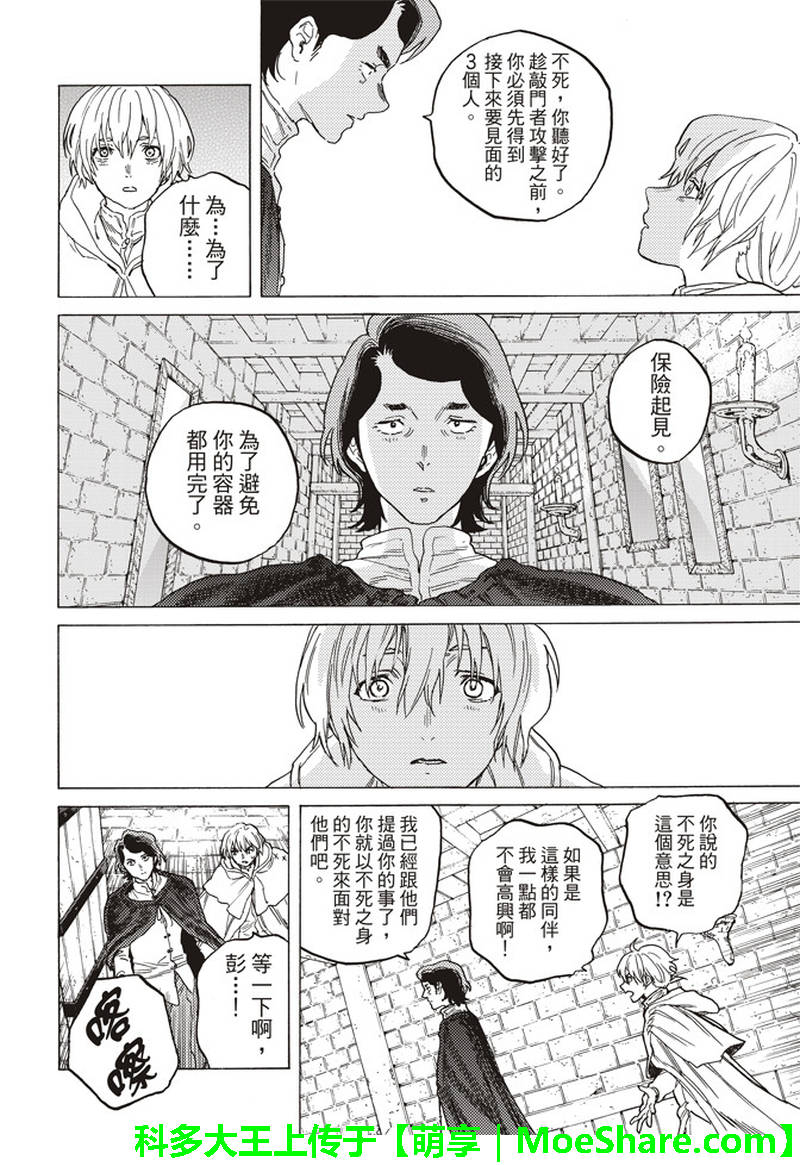 不死，你聽好了。
趁敲門者攻擊之前，
你必須先得到
接下來要見面的
3個人。
為…為了
什麼……
保險起見。
為了避免
你的容器
都用完了。
你說的
不死之身是
這個意思!?
如果是
這樣的同伴，
我一點都
不會高興啊！
我已經跟他們
提過你的事了，
你就以不死之身
的不死來面對
他們吧。
等一下啊，
彭…！
喀嚓
科多大王上传于【萌享】|MoeShare.com】